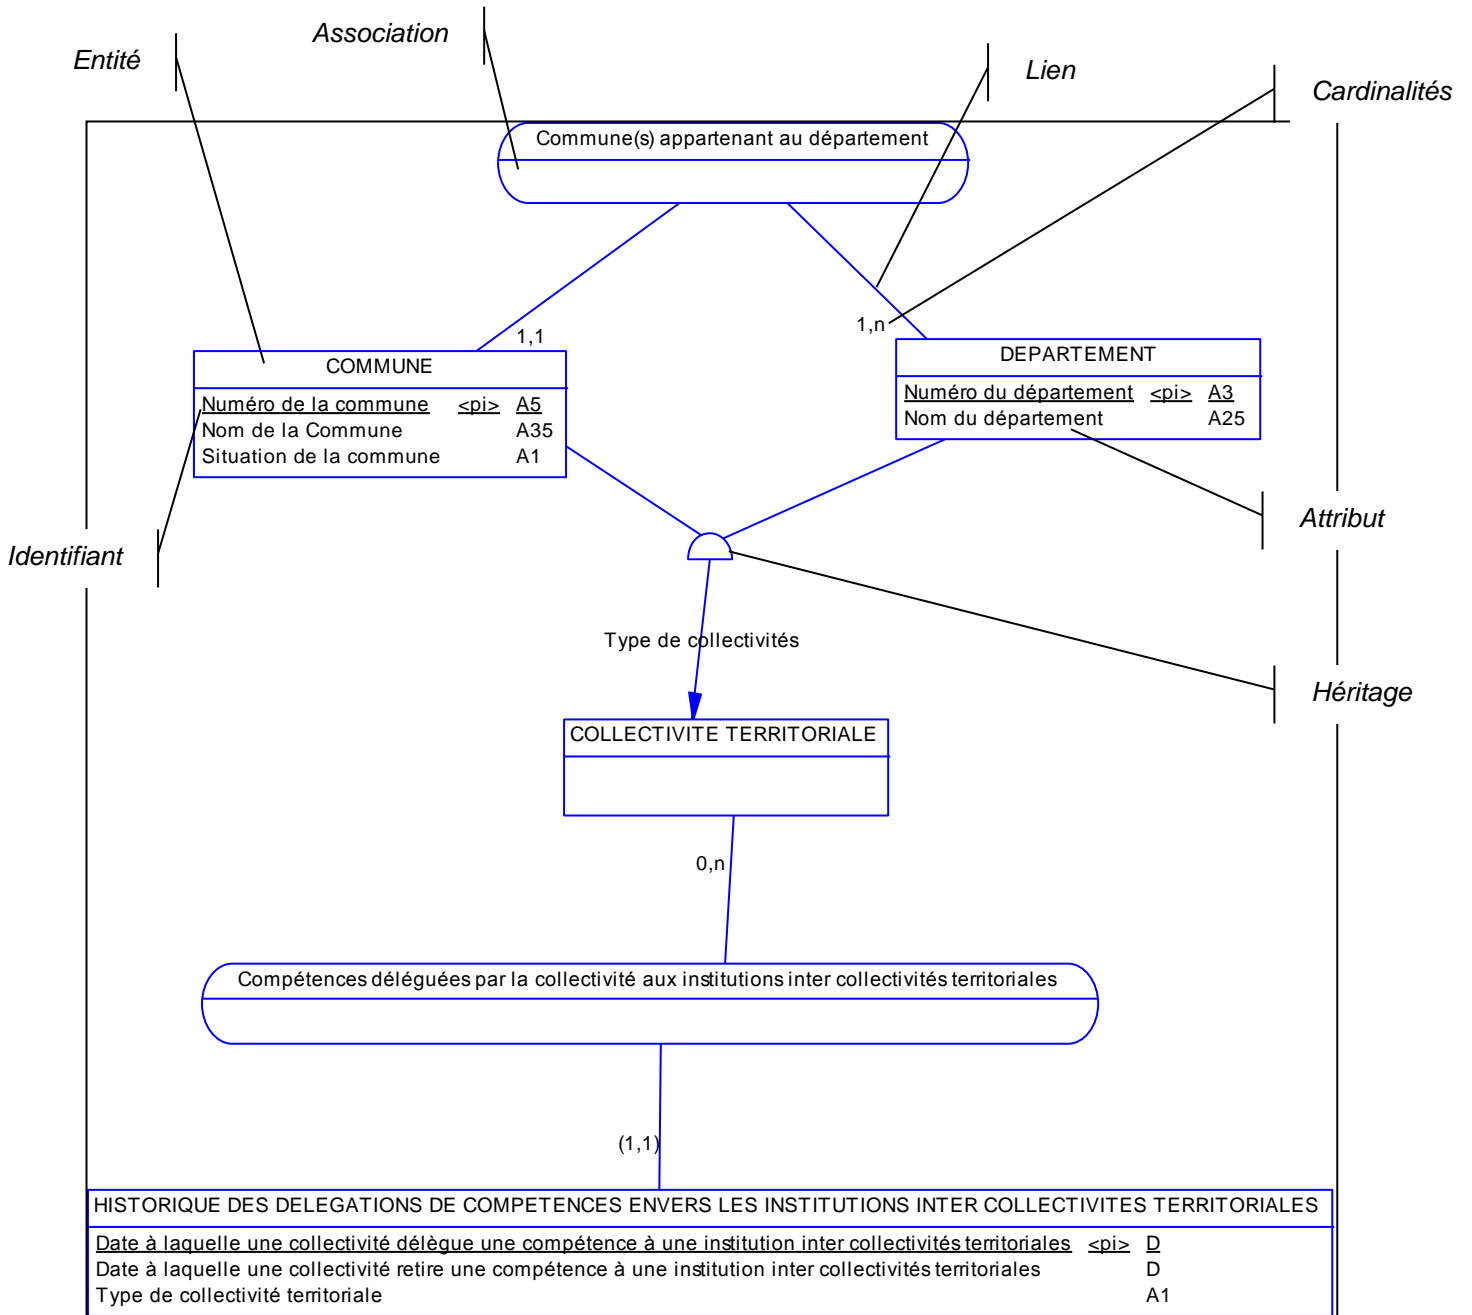 Association
Entité
Lien
Cardinalités
Commune(s) appartenant au département
1,1
1,n
COMMUNE
Numéro de la commune <pi> A5
Nom de la Commune A35
Situation de la commune A1
DEPARTEMENT
Numéro du département <pi> A3
Nom du département A25
Attribut
Identifiant
Type de collectivités
Héritage
COLLECTIVITE TERRITORIALE
0,n
Compétences déléguées par la collectivité aux institutions inter collectivités territoriales
(1,1)
HISTORIQUE DES DELEGATIONS DE COMPETENCES ENVERS LES INSTITUTIONS INTER COLLECTIVITES TERRITORIALES
Date à laquelle une collectivité délègue une compétence à une institution inter collectivités territoriales <pi> D
Date à laquelle une collectivité retire une compétence à une institution inter collectivités territoriales D
Type de collectivité territoriale A1